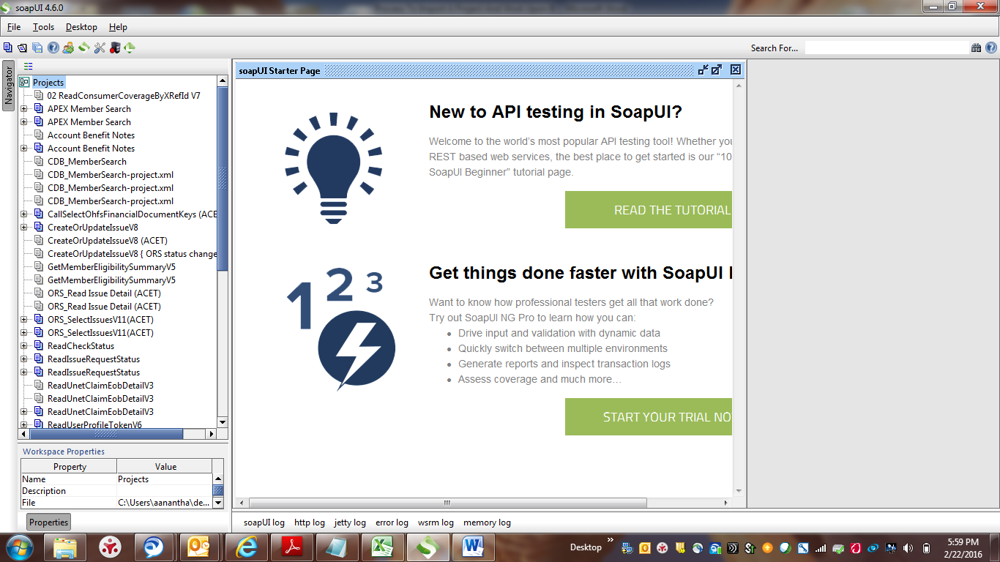 soapUI 4.6.0
File Tools Desktop Help
Search For...
Navigator
Projects
02 ReadConsumerCoverageByXRefId V7
APEX Member Search
APEX Member Search
Account Benefit Notes
Account Benefit Notes
CDB_MemberSearch
CDB_MemberSearch-project.xml
CDB_MemberSearch-project.xml
CDB_MemberSearch-project.xml
CallSelectOhfsFinancialDocumentKeys (ACE
CreateOrUpdateIssueV8
CreateOrUpdateIssueV8 (ACET)
CreateOrUpdateIssueV8 { ORS status change
GetMemberEligibilitySummaryV5
GetMemberEligibilitySummaryV5
ORS_Read Issue Detail (ACET)
ORS_Read Issue Detail (ACET)
ORS_SelectIssuesV11(ACET)
ORS_SelectIssuesV11(ACET)
ReadCheckStatus
ReadIssueRequestStatus
ReadIssueRequestStatus
ReadUnetClaimEobDetailV3
ReadUnetClaimEobDetailV3
ReadUnetClaimEobDetailV3
ReadUserProfileTokenV6
Workspace Properties
Property Value
Name Projects
Description
File C:\Users\aanantha\de...
Properties
soapUI Starter Page
New to API testing in SoapUI?
Welcome to the world's most popular API testing tool! Whether you
REST based web services, the best place to get started is our “10
SoapUI Beginner” tutorial page.
READ THE TUTORIAL
1 2 3
Get things done faster with SoapUI
Want to know how professional testers get all that work done?
Try out SoapUI NG Pro to learn how you can:
Drive input and validation with dynamic data
Quickly switch between multiple environments
Generate reports and inspect transaction logs
Assess coverage and much more…
START YOUR TRIAL NO
soapUI log http log jetty log error log wsrm log memory log
Desktop
5:59 PM
2/22/2016